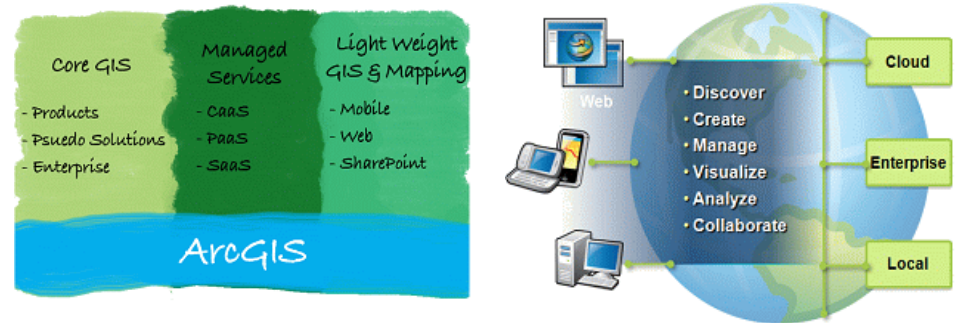 Core GIS
- Products
- Psuedo Solutions
- Enterprise
Managed
Services
- CaaS
- PaaS
- SaaS
Light Weight
GIS & Mapping
- Mobile
- Web
- SharePoint
ArcGIS
Web
• Discover
• Create
• Manage
• Visualize
• Analyze
• Collaborate
Cloud
Enterprise
Local